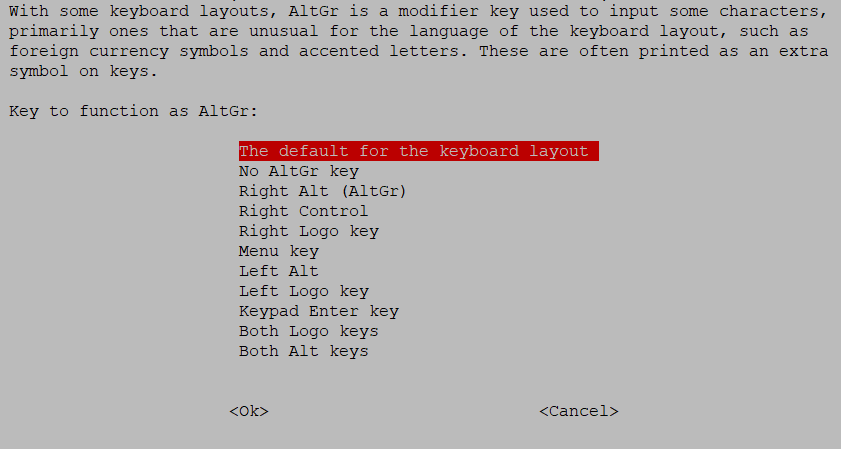 With some keyboard layouts, AltGr is a modifier key used to input some characters,
primarily ones that are unusual for the language of the keyboard layout, such as
foreign currency symbols and accented letters. These are often printed as an extra
symbol on keys.
Key to function as AltGr:
The default for the keyboard layout
No AltGr key
Right Alt (AltGr)
Right Control
Right Logo key
Menu key
Left Alt
Left Logo key
Keypad Enter key
Both Logo keys
Both Alt keys
<Ok> <Cancel>